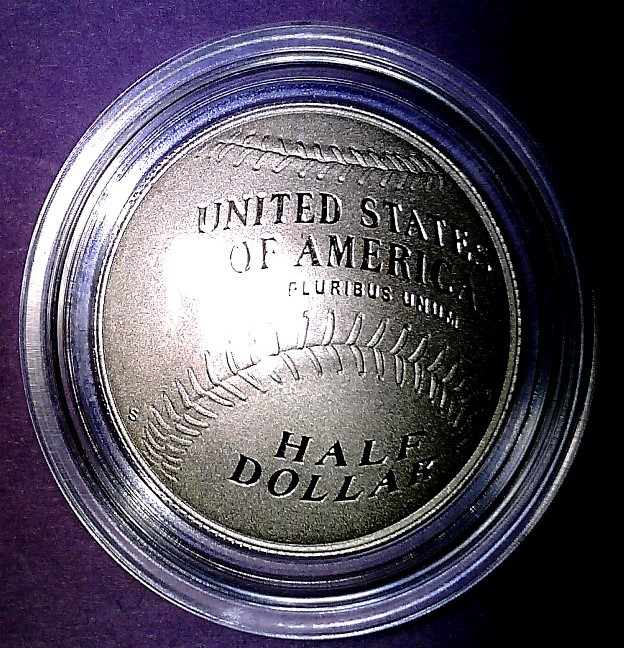 UNITED STATES
OF AMERICA
PLURIBUS UNUM
S
HALF
DOLLAR